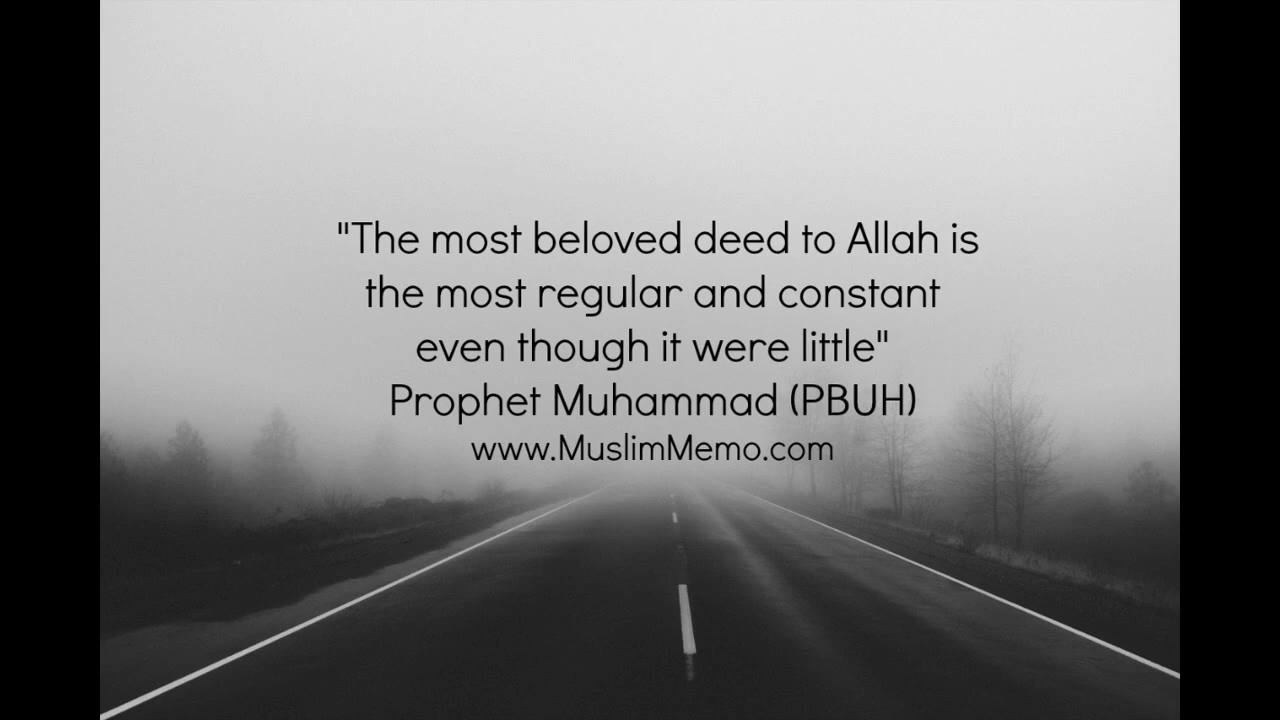 "The most beloved deed to Allah is
the most regular and constant
even though it were little"
Prophet Muhammad (PBUH)
www.MuslimMemo.com